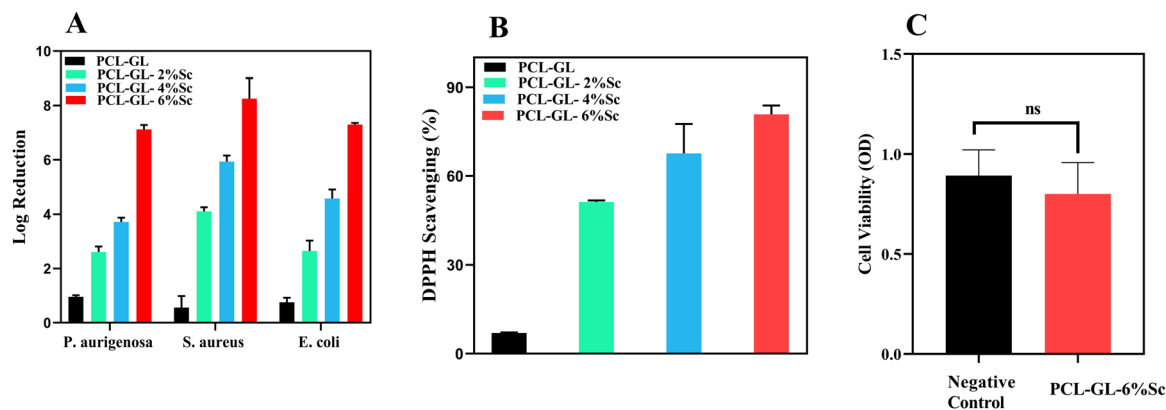 A
Log Reduction
10
8
6
4
2
0
PCL-GL
PCL-GL- 2%Sc
PCL-GL- 4%Sc
PCL-GL- 6%Sc
P. aurigenosa
S. aureus
E. coli
B
DPPH Scavenging (%)
90
60
30
0
PCL-GL
PCL-GL- 2%Sc
PCL-GL- 4%Sc
PCL-GL- 6%Sc
C
Cell Viability (OD)
1.5
1.0
0.5
0.0
ns
Negative
Control
PCL-GL-6%Sc